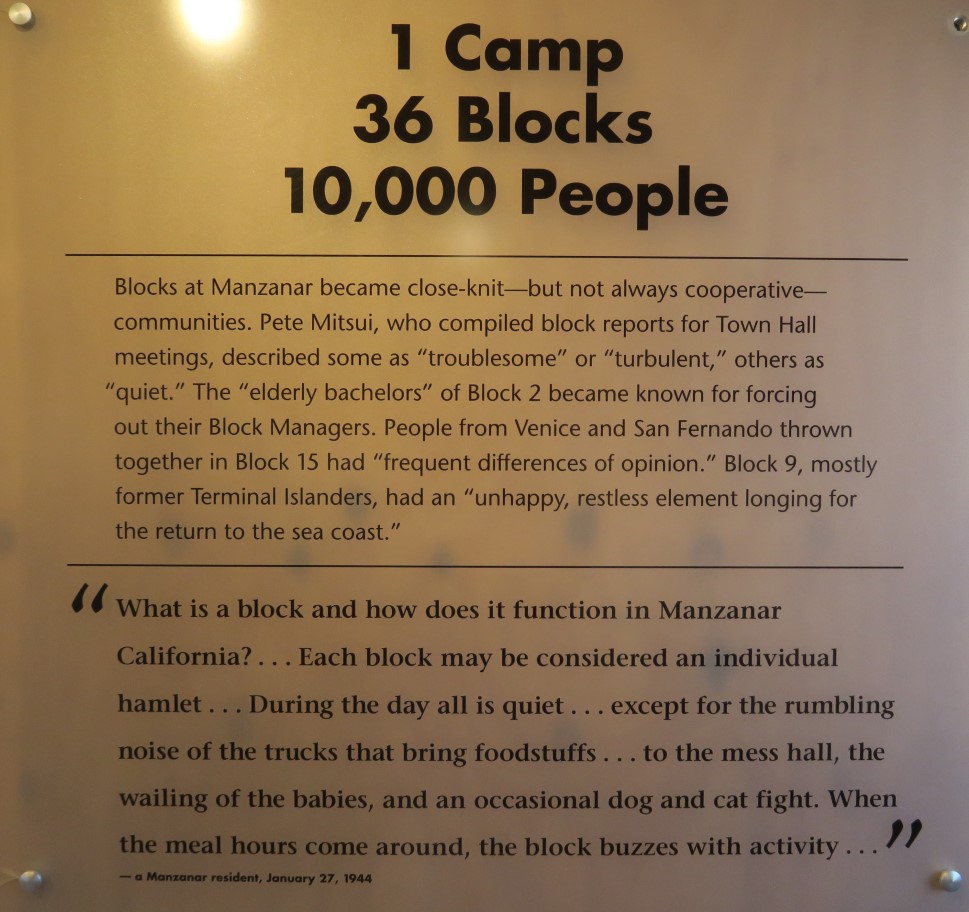 1 Camp
36 Blocks
10,000 People
Blocks at Manzanar became close-knit—but not always cooperative—
communities. Pete Mitsui, who compiled block reports for Town Hall
meetings, described some as “troublesome” or “turbulent,” others as
“quiet.” The “elderly bachelors” of Block 2 became known for forcing
out their Block Managers. People from Venice and San Fernando thrown
together in Block 15 had “frequent differences of opinion.” Block 9, mostly
former Terminal Islanders, had an “unhappy, restless element longing for
the return to the sea coast.”
“What is a block and how does it function in Manzanar
California? . . . Each block may be considered an individual
hamlet . . . During the day all is quiet . . . except for the rumbling
noise of the trucks that bring foodstuffs . . . to the mess hall, the
wailing of the babies, and an occasional dog and cat fight. When
the meal hours come around, the block buzzes with activity . . .”
— a Manzanar resident, January 27, 1944